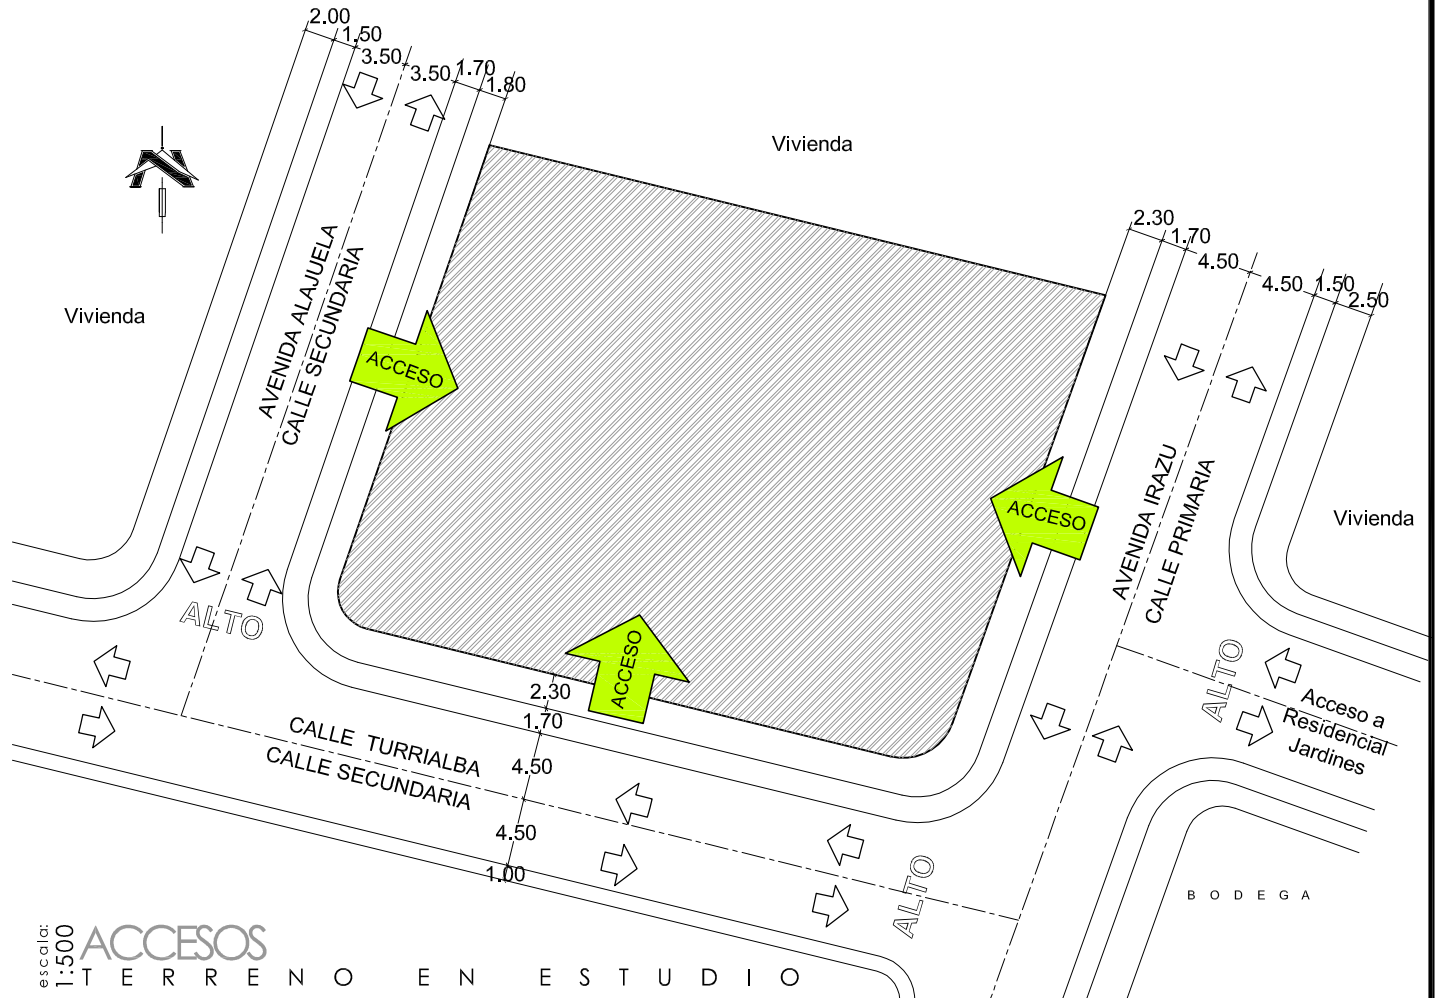 2.00
1.50
3.50
3.50
1.70
1.80
Vivienda
2.30
1.70
4.50
4.50
1.50
2.50
Vivienda
AVENIDA ALAJUELA
CALLE SECUNDARIA
ACCESO
ACCESO
AVENIDA IRAZU
CALLE PRIMARIA
Vivienda
ALTO
ACCESO
2.30
1.70
4.50
4.50
1.00
CALLE TURRIALBA
CALLE SECUNDARIA
ALTO
Acceso a
Residencial
Jardines
ALTO
BODEGA
escala:
1:500
ACCESOS
TERRENO EN ESTUDIO